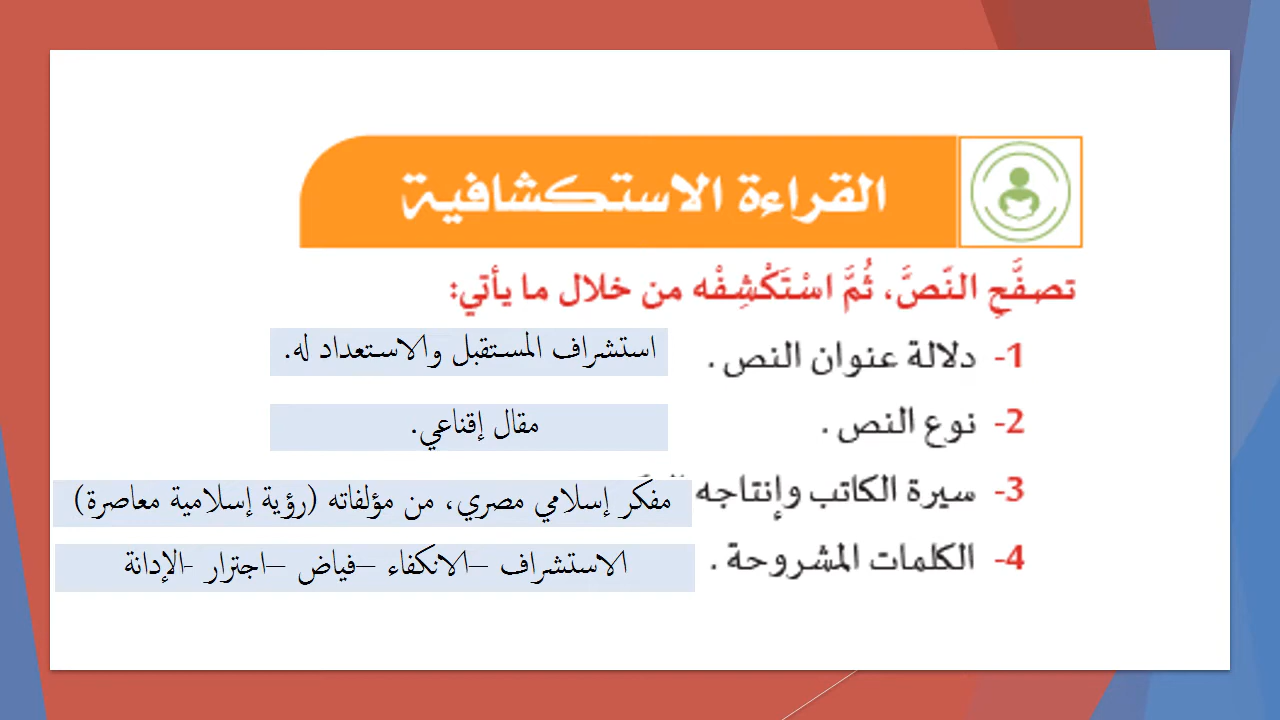 القراءة الاستكشافية
تصفَّحِ النّصَّ، ثُمَّ اسْتَكْشِفْه من خلال ما يأتي:
1- دلالة عنوان النص . استشراف المستقبل والاستعداد له.
2- نوع النص . مقال إقناعي.
3- سيرة الكاتب وإنتاجه مفكر إسلامي مصري، من مؤلفاته (رؤية إسلامية معاصرة)
4- الكلمات المشروحة . الاستشراف –الانكفاء –فياض –اجترار -الإدانة